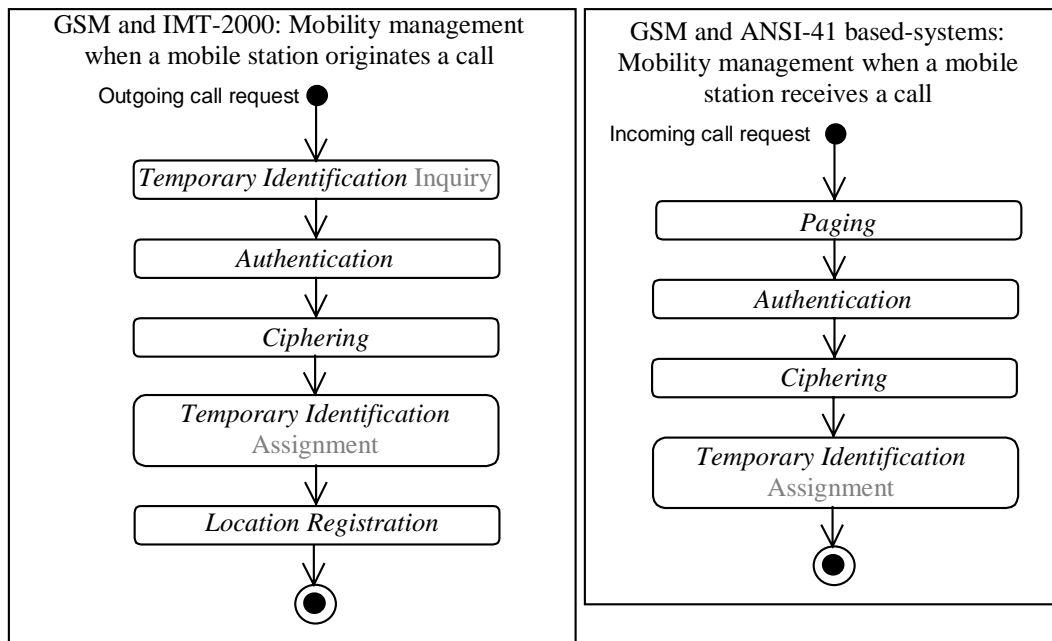 GSM and IMT-2000: Mobility management
when a mobile station originates a call
Outgoing call request
Temporary Identification Inquiry
Authentication
Ciphering
Temporary Identification
Assignment
Location Registration
GSM and ANSI-41 based-systems:
Mobility management when a mobile
station receives a call
Incoming call request
Paging
Authentication
Ciphering
Temporary Identification
Assignment